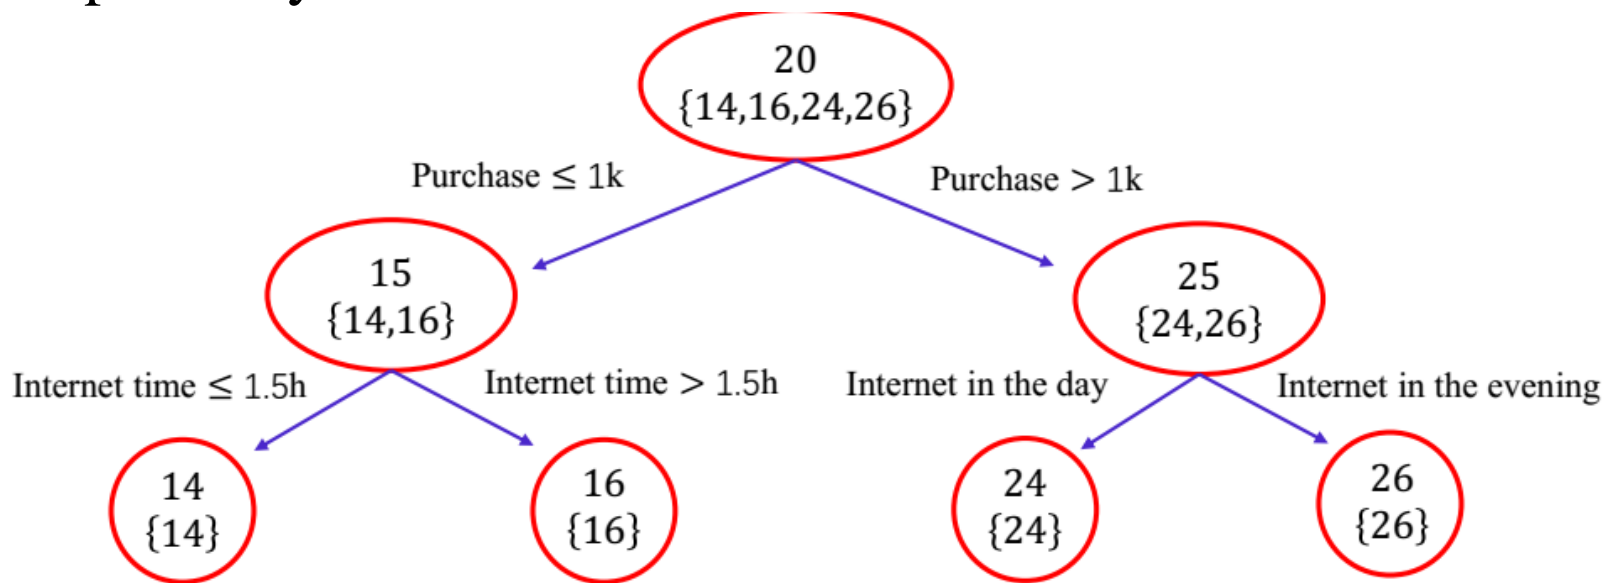 20
{14,16,24,26}
Purchase ≤ 1k
Purchase > 1k
15
{14,16}
25
{24,26}
Internet time ≤ 1.5h
Internet time > 1.5h
Internet in the day
Internet in the evening
14
{14}
16
{16}
24
{24}
26
{26}